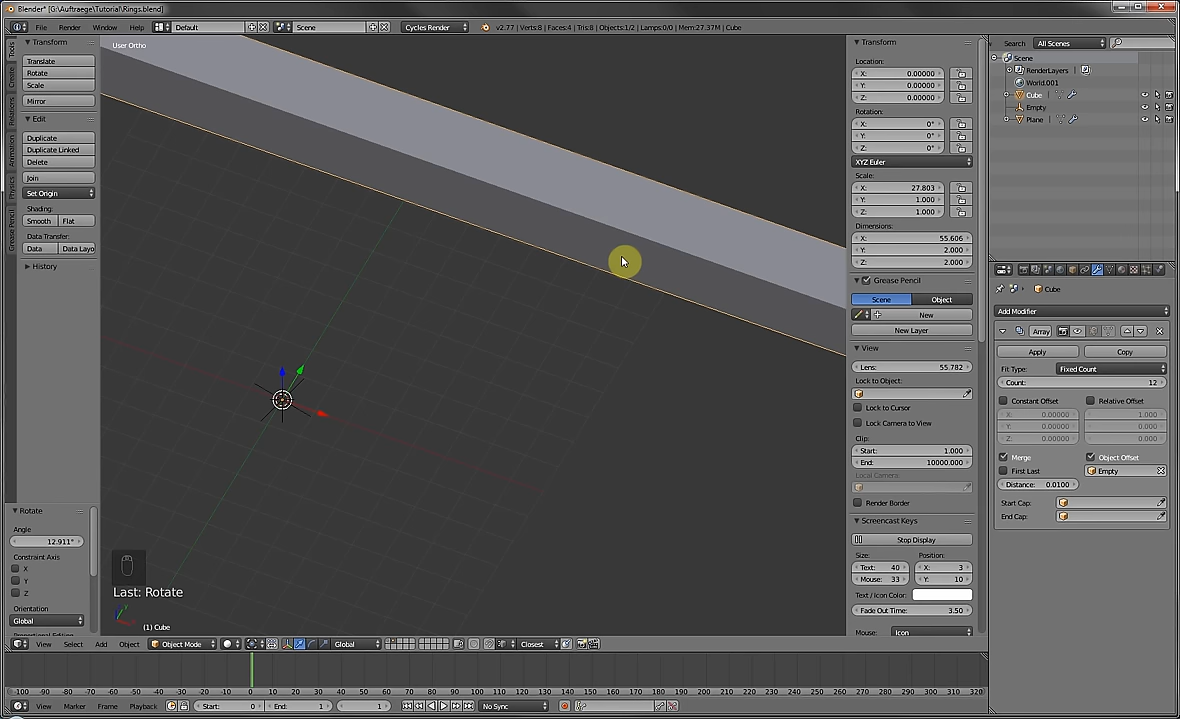 Blender* [G:\Auftraege\Tutorial\Rings.blend]
File Render Window Help Default Scene Cycles Render v2.77 | Verts:8 | Faces:4 | Tris:8 | Objects:1/2 | Lamps:0/0 | Mem:27.37M | Cube
Tools
Create
Relations
Animation
Physics
Grease Pencil
Transform
Translate
Rotate
Scale
Mirror
Edit
Duplicate
Duplicate Linked
Delete
Join
Set Origin
Shading:
Smooth Flat
Data Transfer:
Data Data Layo
History
Rotate
Angle
12.911°
Constraint Axis
X
Y
Z
Orientation
Global
User Ortho
Last: Rotate
(1) Cube
Transform
Location:
X: 0.00000
Y: 0.00000
Z: 0.00000
Rotation:
X: 0°
Y: 0°
Z: 0°
XYZ Euler
Scale:
X: 27.803
Y: 1.000
Z: 1.000
Dimensions:
X: 55.606
Y: 2.000
Z: 2.000
Grease Pencil
Scene Object
New
New Layer
View
Lens: 55.782
Lock to Object:
Lock to Cursor
Lock Camera to View
Clip:
Start: 1.000
End: 10000.000
Local Camera:
Render Border
Screencast Keys
Stop Display
Size: Position:
Text: 40 X: 3
Mouse: 33 Y: 10
Text / Icon Color:
Fade Out Time: 3.50
Mouse: Icon
View Search All Scenes
Scene
RenderLayers
World.001
Cube
Empty
Plane
Cube
Add Modifier
Array
Apply Copy
Fit Type: Fixed Count
Count: 12
Constant Offset Relative Offset
X: 0.00000 1.000
Y: 0.00000 0.000
Z: 0.00000 0.000
Merge Object Offset
First Last Empty
Distance: 0.0100
Start Cap:
End Cap:
View Select Add Object Object Mode Global Closest
-100 -90 -80 -70 -60 -50 -40 -30 -20 -10 0 10 20 30 40 50 60 70 80 90 100 110 120 130 140 150 160 170 180 190 200 210 220 230 240 250 260 270 280 290 300 310 320
View Marker Frame Playback Start: 0 End: 1 1 No Sync